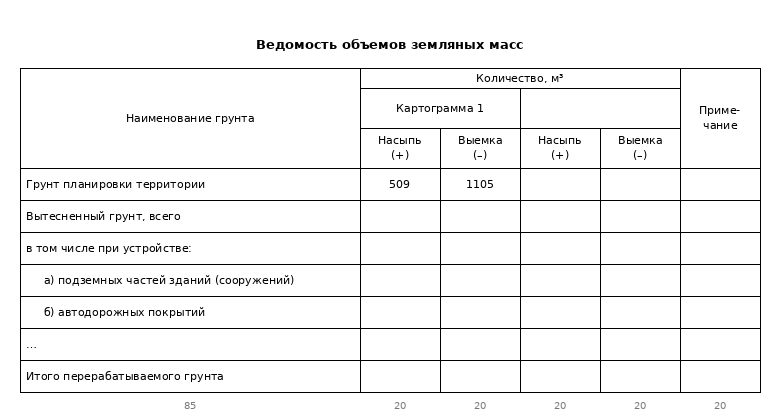 Ведомость объемов земляных масс
Наименование грунта
Количество, м³
Приме-
чание
Картограмма 1
Насыпь
(+)
Выемка
(–)
Насыпь
(+)
Выемка
(–)
Грунт планировки территории 509 1105
Вытесненный грунт, всего
в том числе при устройстве:
а) подземных частей зданий (сооружений)
б) автодорожных покрытий
...
Итого перерабатываемого грунта
85 20 20 20 20 20